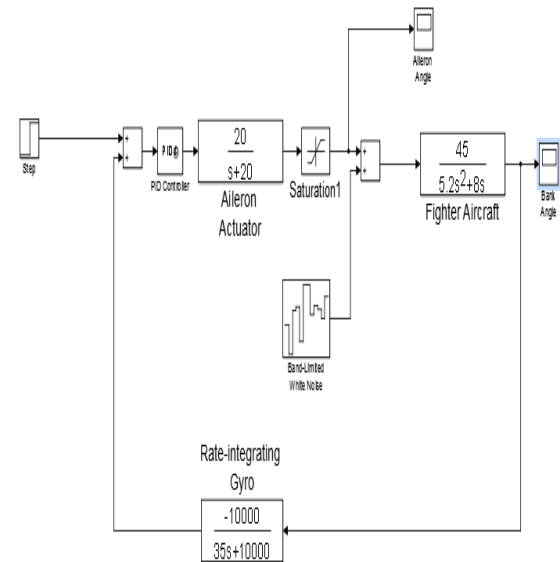 Aileron
Angle
Step
+
+
PID
PID Controller
20
s+20
Aileron
Actuator
Saturation1
+
+
45
5.2s²+8s
Fighter Aircraft
Bank
Angle
Band-Limited
White Noise
Rate-integrating
Gyro
-10000
35s+10000